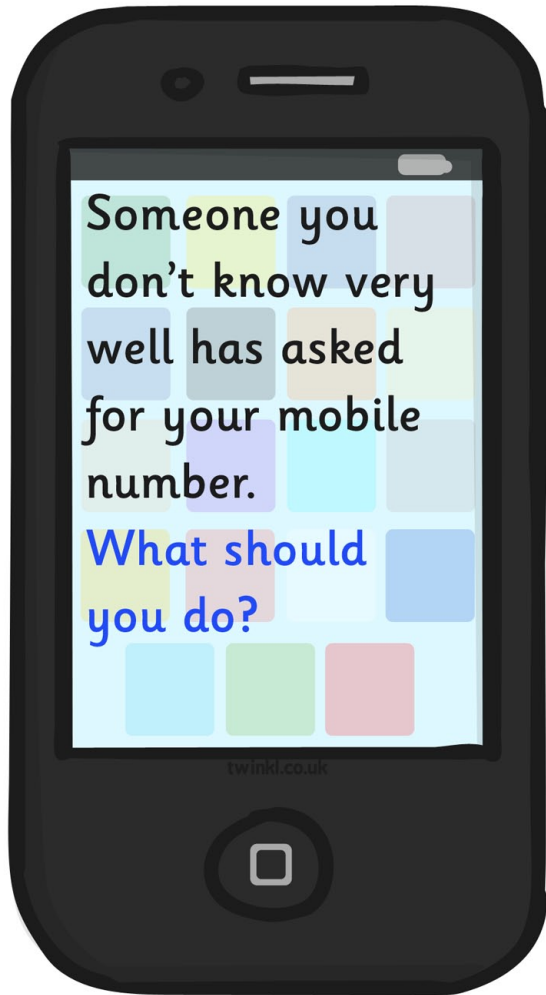 Someone you
don't know very
well has asked
for your mobile
number.
What should
you do?
twinkl.co.uk